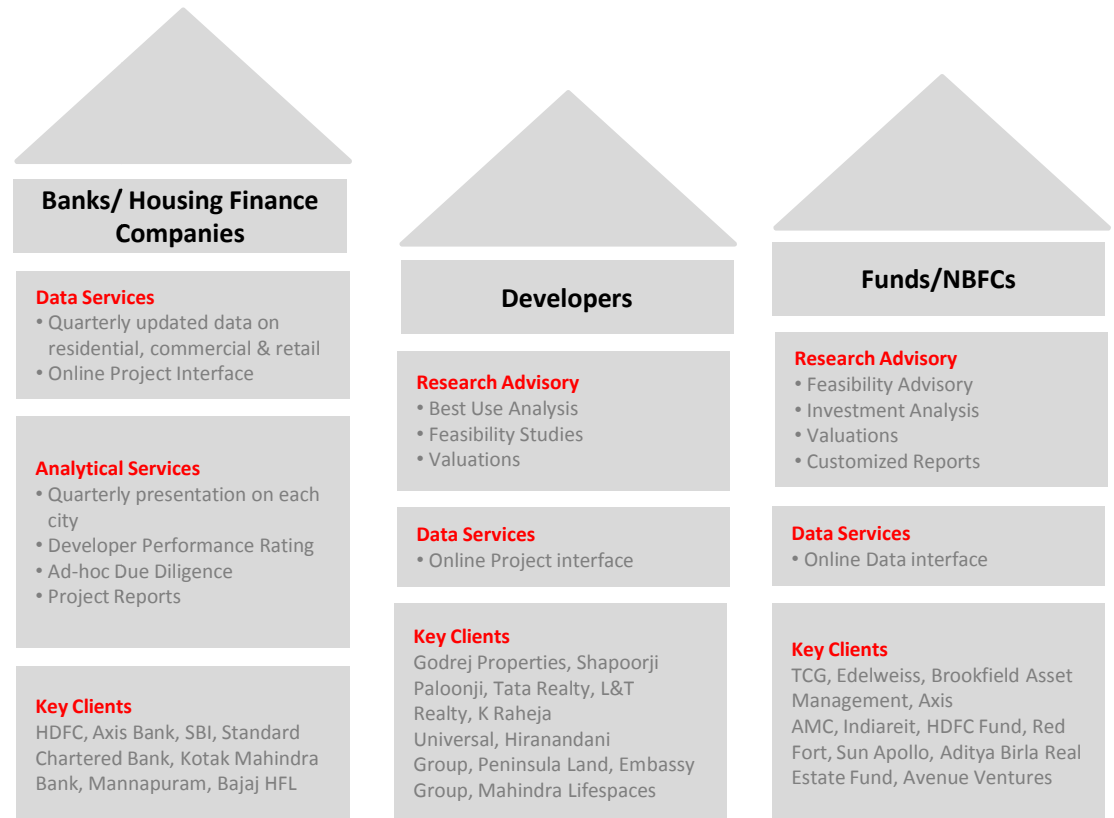 Banks/ Housing Finance
Companies
Data Services
• Quarterly updated data on
residential, commercial & retail
• Online Project Interface
Analytical Services
• Quarterly presentation on each
city
• Developer Performance Rating
• Ad-hoc Due Diligence
• Project Reports
Key Clients
HDFC, Axis Bank, SBI, Standard
Chartered Bank, Kotak Mahindra
Bank, Mannapuram, Bajaj HFL
Developers
Research Advisory
• Best Use Analysis
• Feasibility Studies
• Valuations
Data Services
• Online Project interface
Key Clients
Godrej Properties, Shapoorji
Paloonji, Tata Realty, L&T
Realty, K Raheja
Universal, Hiranandani
Group, Peninsula Land, Embassy
Group, Mahindra Lifespaces
Funds/NBFCs
Research Advisory
• Feasibility Advisory
• Investment Analysis
• Valuations
• Customized Reports
Data Services
• Online Data interface
Key Clients
TCG, Edelweiss, Brookfield Asset
Management, Axis
AMC, Indiareit, HDFC Fund, Red
Fort, Sun Apollo, Aditya Birla Real
Estate Fund, Avenue Ventures